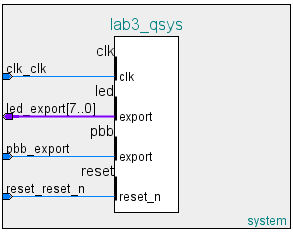 lab3_qsys
clk
clk_clk
clk
led
led_export[7..0]
export
pbb
pbb_export
export
reset
reset_reset_n
reset_n
system